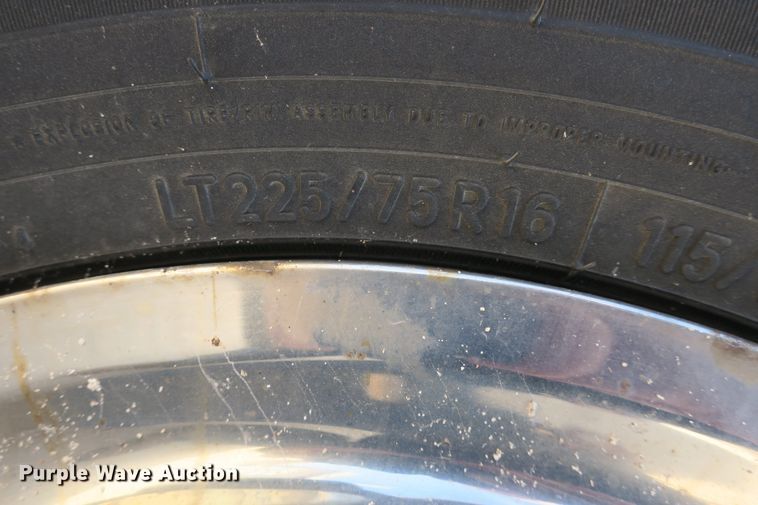 EXPLOSION OF TIRE/RIM ASSEMBLY DUE TO IMPROPER MOUNTING
LT225/75R16 115/
Purple Wave Auction